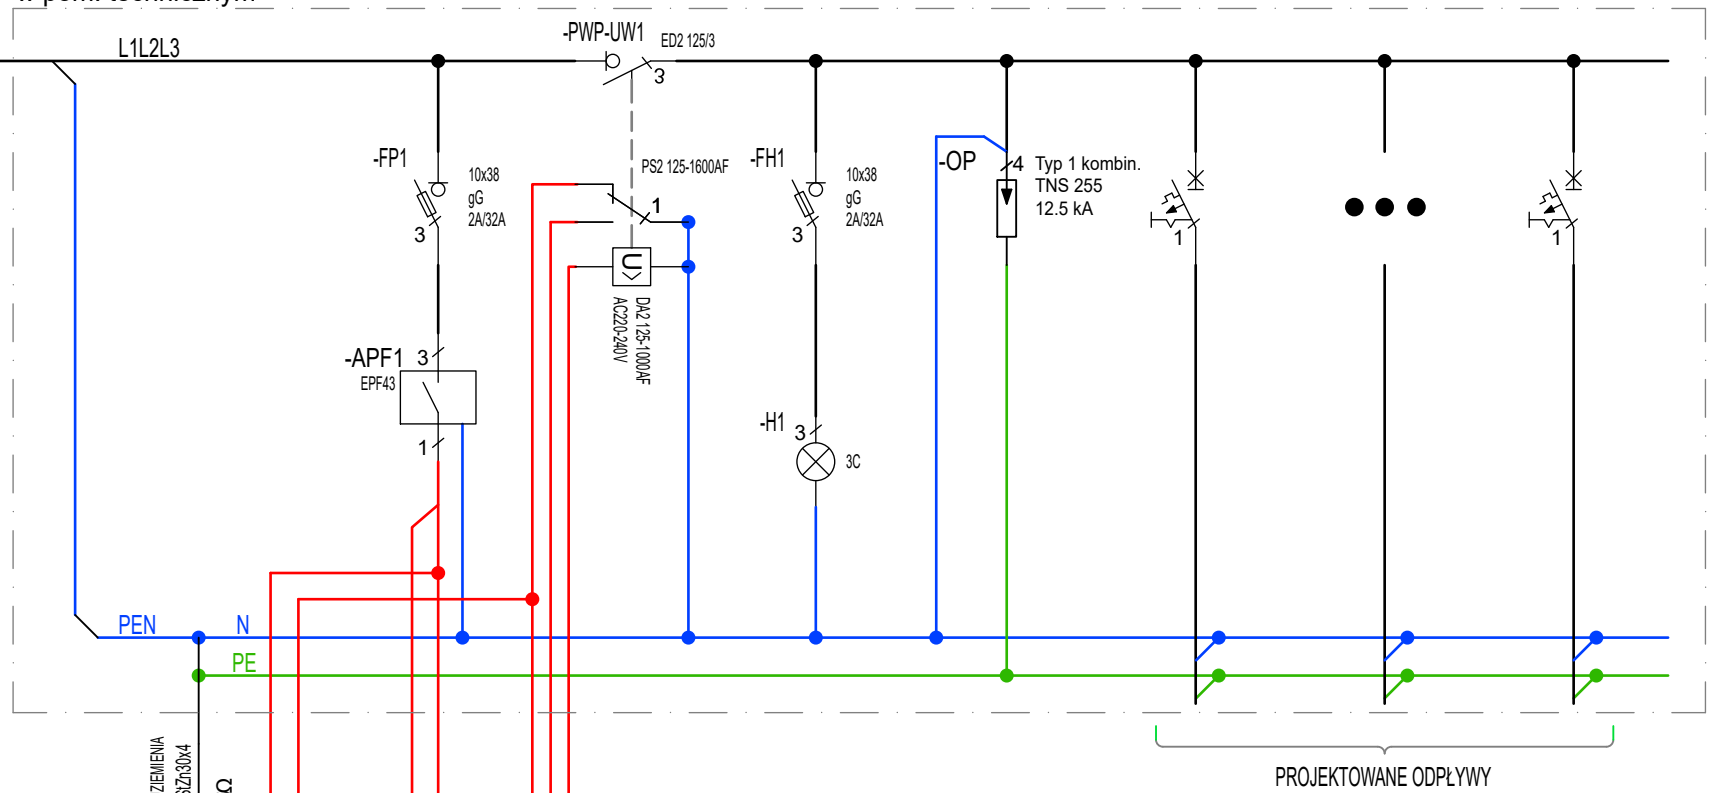 L1L2L3
-PWP-UW1
ED2 125/3
3
-FP1
10x38
gG
2A/32A
3
PS2 125-1600AF
1
U
DA2 125-1000AF
AC220-240V
-FH1
10x38
gG
2A/32A
3
-OP
4
Typ 1 kombin.
TNS 255
12.5 kA
1
1
-APF1
3
EPF43
1
-H1
3
3C
PEN
N
PE
StZn30x4
Ω
PROJEKTOWANE ODPŁYWY